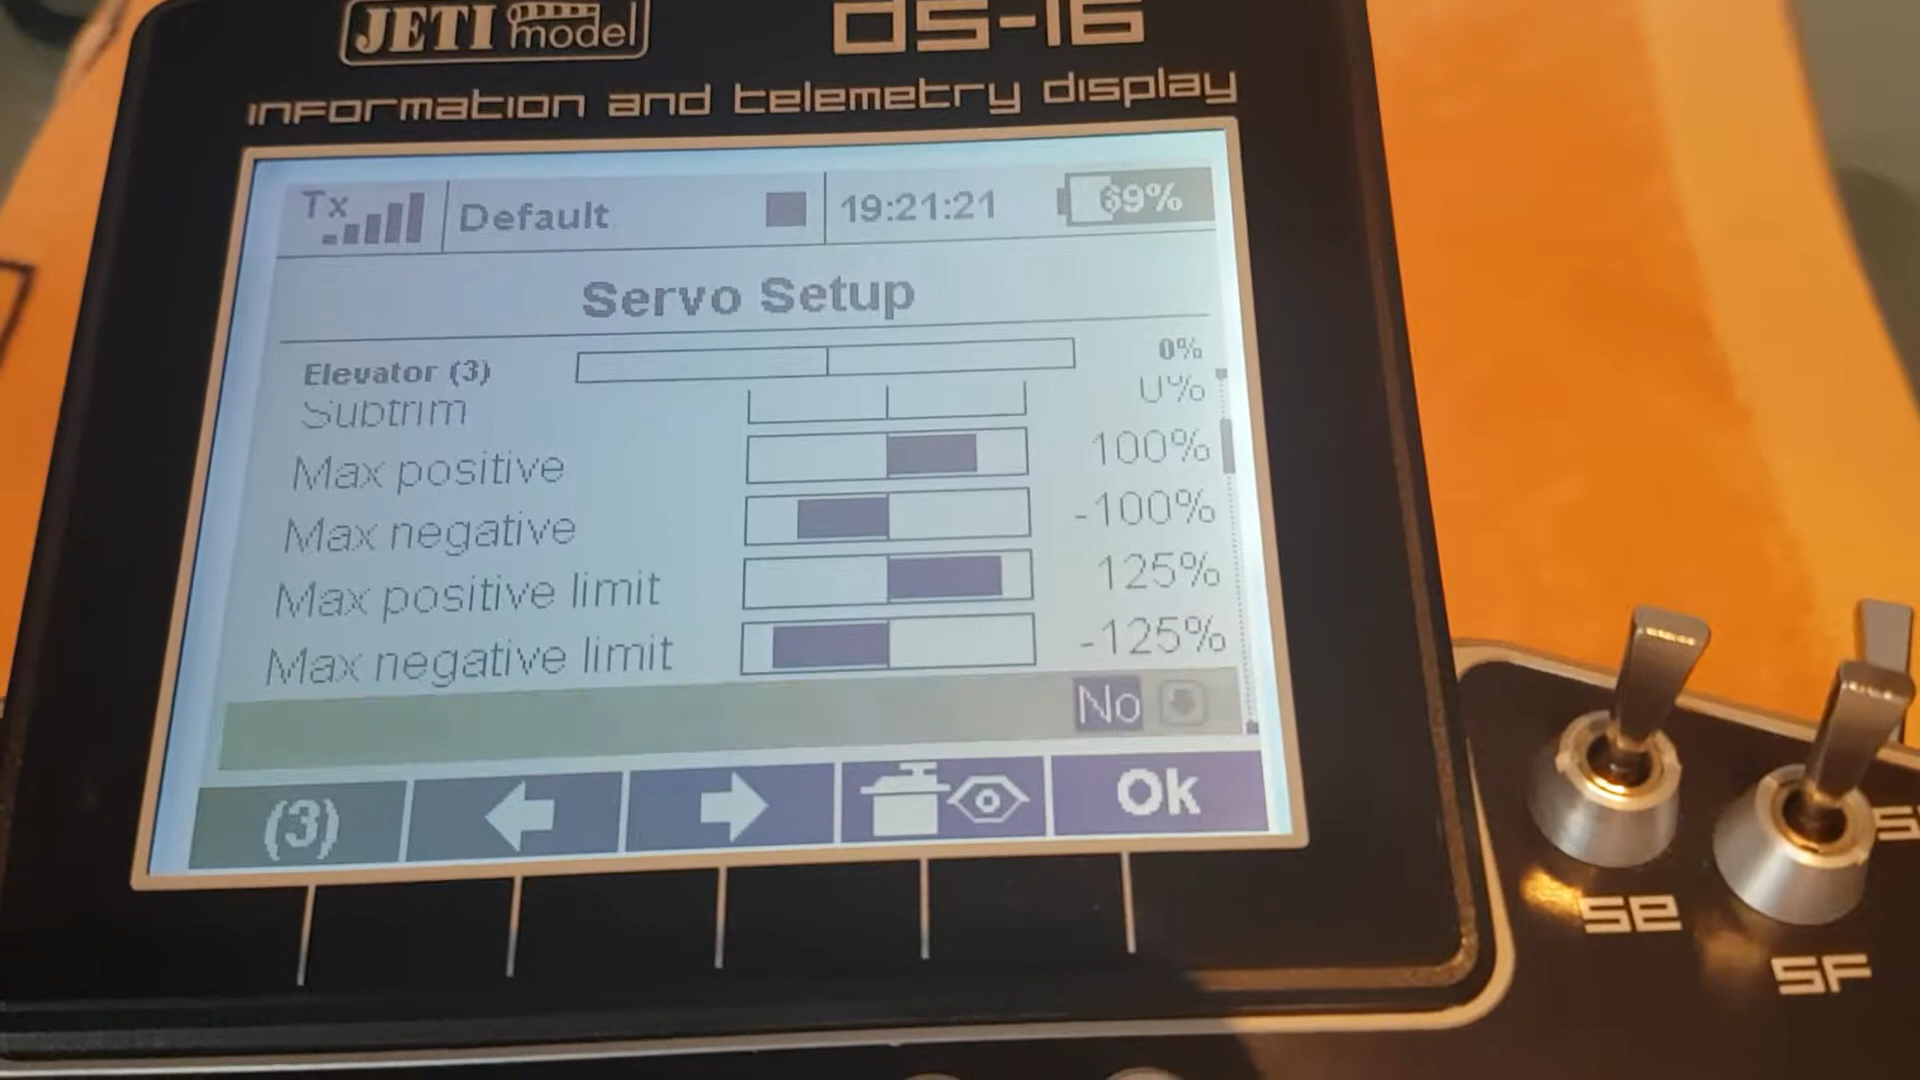 JETI model
DS-16
information and telemetry display
Tx
Default
19:21:21
69%
Servo Setup
Elevator (3)
0%
Subtrim
0%
Max positive
100%
Max negative
-100%
Max positive limit
125%
Max negative limit
-125%
No
(3)
Ok
SE
SF